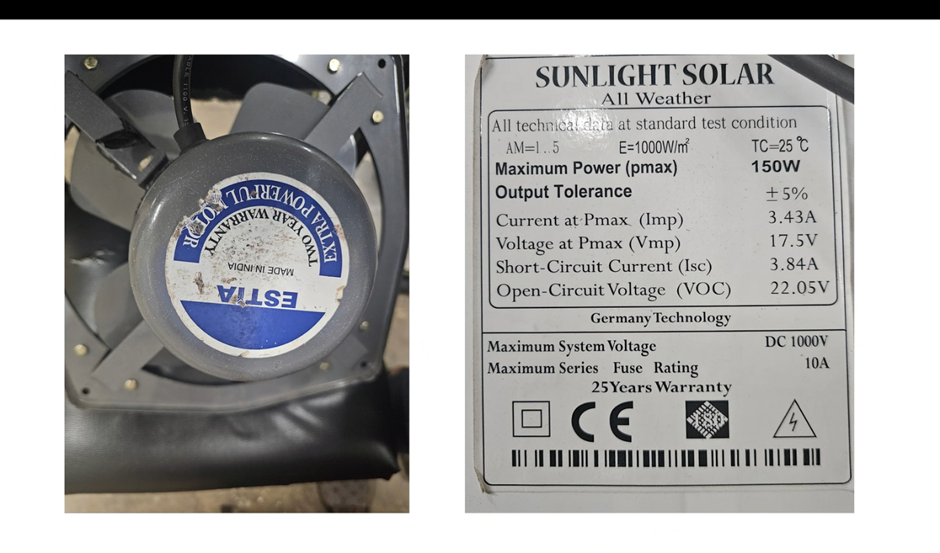 EXTRA POWERFUL MOTOR
TWO YEAR WARRANTY
MADE IN INDIA
ESTIA
SUNLIGHT SOLAR
All Weather
All technical data at standard test condition
AM=1..5 E=1000W/m² TC=25℃
Maximum Power (pmax) 150W
Output Tolerance ±5%
Current at Pmax (Imp) 3.43A
Voltage at Pmax (Vmp) 17.5V
Short-Circuit Current (Isc) 3.84A
Open-Circuit Voltage (VOC) 22.05V
Germany Technology
Maximum System Voltage DC 1000V
Maximum Series Fuse Rating 10A
25Years Warranty
CE